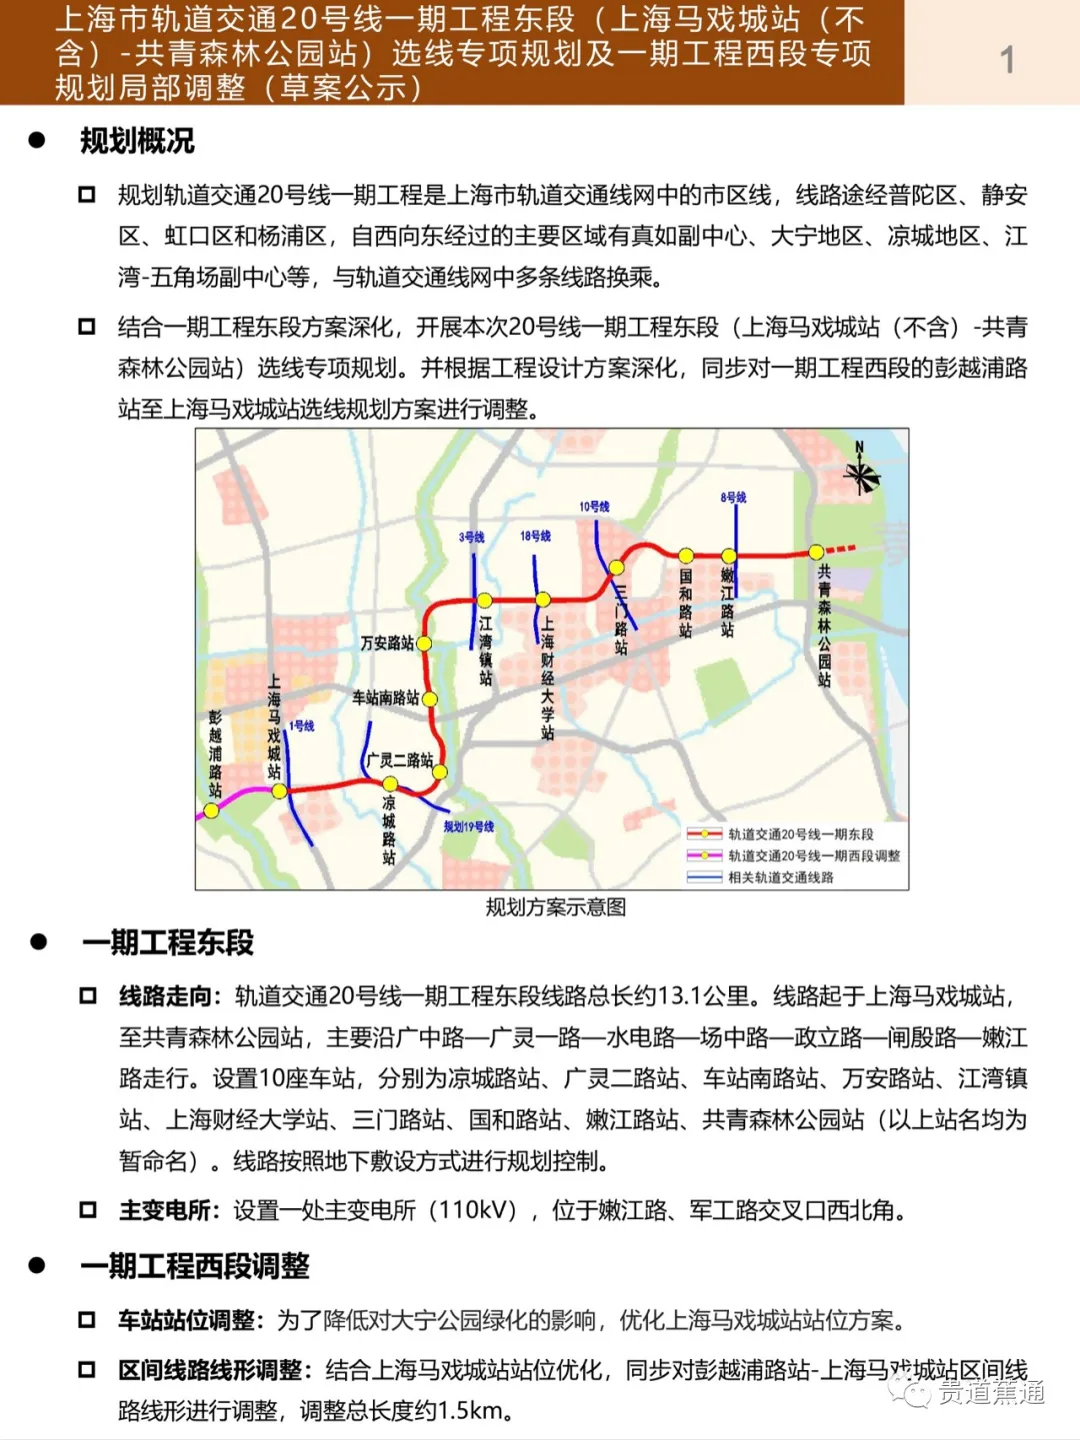 上海市轨道交通20号线一期工程东段（上海马戏城站（不
含）-共青森林公园站）选线专项规划及一期工程西段专项
规划局部调整（草案公示）
1
规划概况
规划轨道交通20号线一期工程是上海市轨道交通线网中的市区线，线路途经普陀区、静安
区、虹口区和杨浦区，自西向东经过的主要区域有真如副中心、大宁地区、凉城地区、江
湾-五角场副中心等，与轨道交通线网中多条线路换乘。
结合一期工程东段方案深化，开展本次20号线一期工程东段（上海马戏城站（不含）-共青
森林公园站）选线专项规划。并根据工程设计方案深化，同步对一期工程西段的彭越浦路
站至上海马戏城站选线规划方案进行调整。
N
8号线
10号线
3号线
18号线
共青森林公园站
国和路站
嫩江路站
三门路站
江湾镇站
上海财经大学站
万安路站
车站南路站
上海马戏城站
彭越浦路站
1号线
广灵二路站
凉城路站
规划19号线
轨道交通20号线一期东段
轨道交通20号线一期西段调整
相关轨道交通线路
规划方案示意图
一期工程东段
线路走向：轨道交通20号线一期工程东段线路总长约13.1公里。线路起于上海马戏城站，
至共青森林公园站，主要沿广中路—广灵一路—水电路—场中路—政立路—闸殷路—嫩江
路走行。设置10座车站，分别为凉城路站、广灵二路站、车站南路站、万安路站、江湾镇
站、上海财经大学站、三门路站、国和路站、嫩江路站、共青森林公园站（以上站名均为
暂命名）。线路按照地下敷设方式进行规划控制。
主变电所：设置一处主变电所（110kV），位于嫩江路、军工路交叉口西北角。
一期工程西段调整
车站站位调整：为了降低对大宁公园绿化的影响，优化上海马戏城站站位方案。
区间线路线形调整：结合上海马戏城站站位优化，同步对彭越浦路站-上海马戏城站区间线
路线形进行调整，调整总长度约1.5km。
贵道蕉通